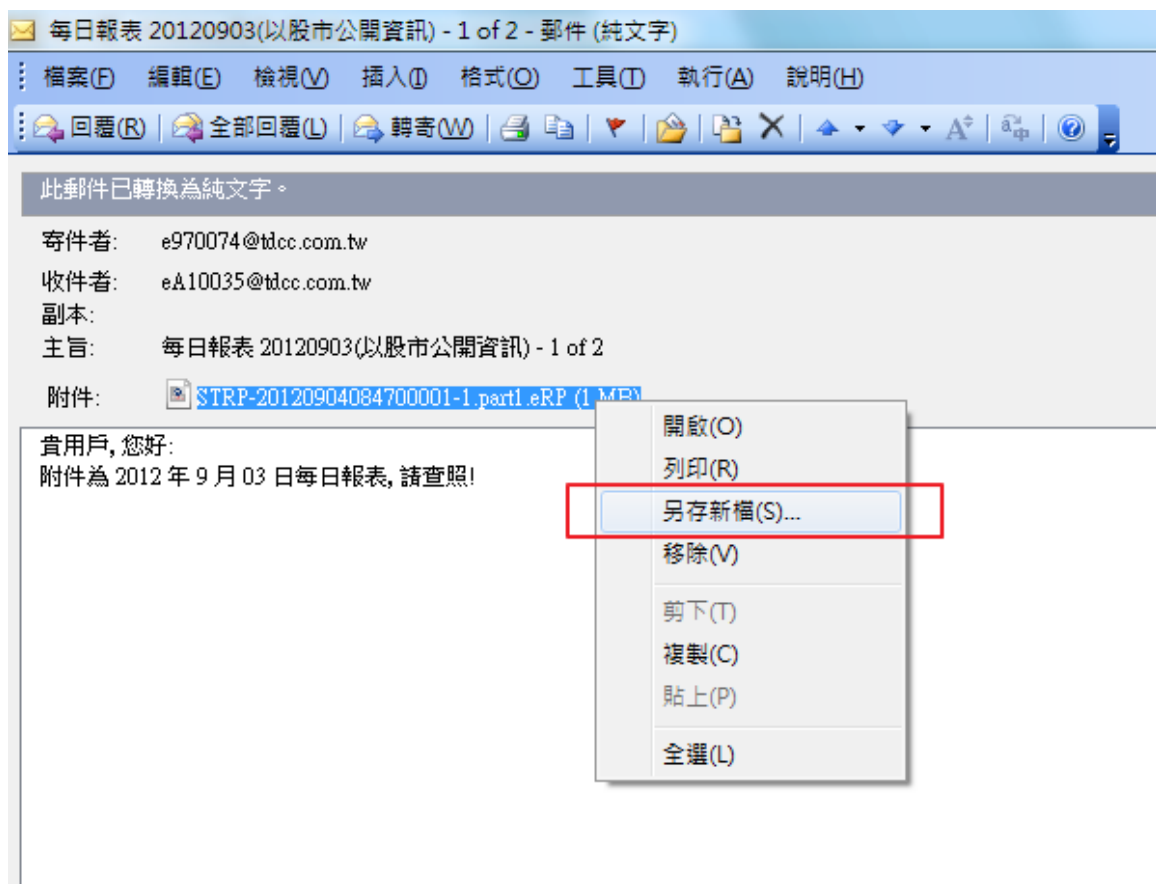 每日報表 20120903(以股市公開資訊) - 1 of 2 - 郵件 (純文字)
檔案(F) 編輯(E) 檢視(V) 插入(I) 格式(O) 工具(T) 執行(A) 說明(H)
回覆(R) 全部回覆(L) 轉寄(W)
此郵件已轉換為純文字。
寄件者: e970074@tdcc.com.tw
收件者: eA10035@tdcc.com.tw
副本:
主旨: 每日報表 20120903(以股市公開資訊) - 1 of 2
附件: STRP-20120904084700001-1.part1.eRP (1 MB)
貴用戶, 您好:
附件為 2012 年 9 月 03 日每日報表, 請查照!
開啟(O)
列印(R)
另存新檔(S)...
移除(V)
剪下(T)
複製(C)
貼上(P)
全選(L)